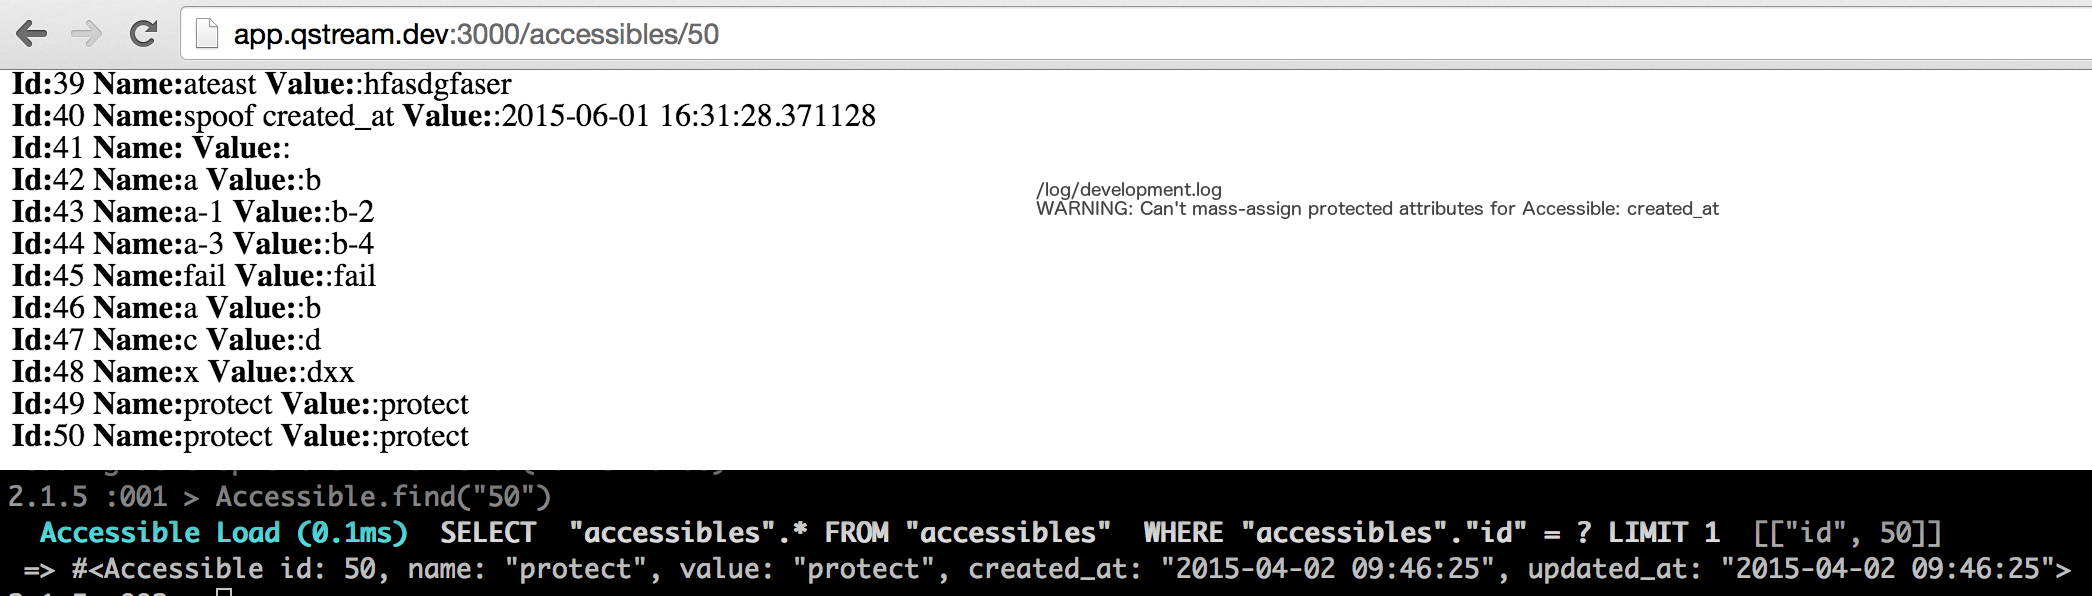 app.qstream.dev:3000/accessibles/50
Id:39 Name:ateast Value::hfasdgfaser
Id:40 Name:spoof created_at Value::2015-06-01 16:31:28.371128
Id:41 Name: Value::
Id:42 Name:a Value::b
/log/development.log
WARNING: Can't mass-assign protected attributes for Accessible: created_at
Id:43 Name:a-1 Value::b-2
Id:44 Name:a-3 Value::b-4
Id:45 Name:fail Value::fail
Id:46 Name:a Value::b
Id:47 Name:c Value::d
Id:48 Name:x Value::dxx
Id:49 Name:protect Value::protect
Id:50 Name:protect Value::protect
2.1.5 :001 > Accessible.find("50")
Accessible Load (0.1ms)  SELECT  "accessibles".* FROM "accessibles"  WHERE "accessibles"."id" = ? LIMIT 1  [["id", 50]]
=> #<Accessible id: 50, name: "protect", value: "protect", created_at: "2015-04-02 09:46:25", updated_at: "2015-04-02 09:46:25">